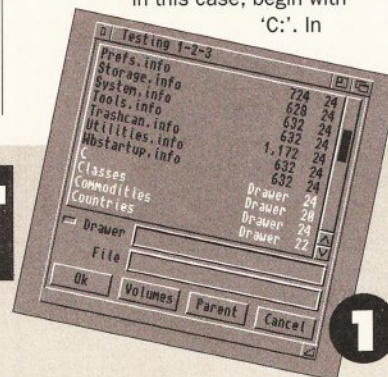 In this case, begin with
'C:'. In
Testing 1-2-3
Prefs.info 724 24
Storage.info 628 24
System.info 632 24
Tools.info 632 24
Trashcan.info 1,172 24
Utilities.info 632 24
Wbstartup.info 632 24
C Drawer 24
Classes Drawer 20
Commodities Drawer 24
Countries Drawer 22
Drawer
File
Ok Volumes Parent Cancel
1